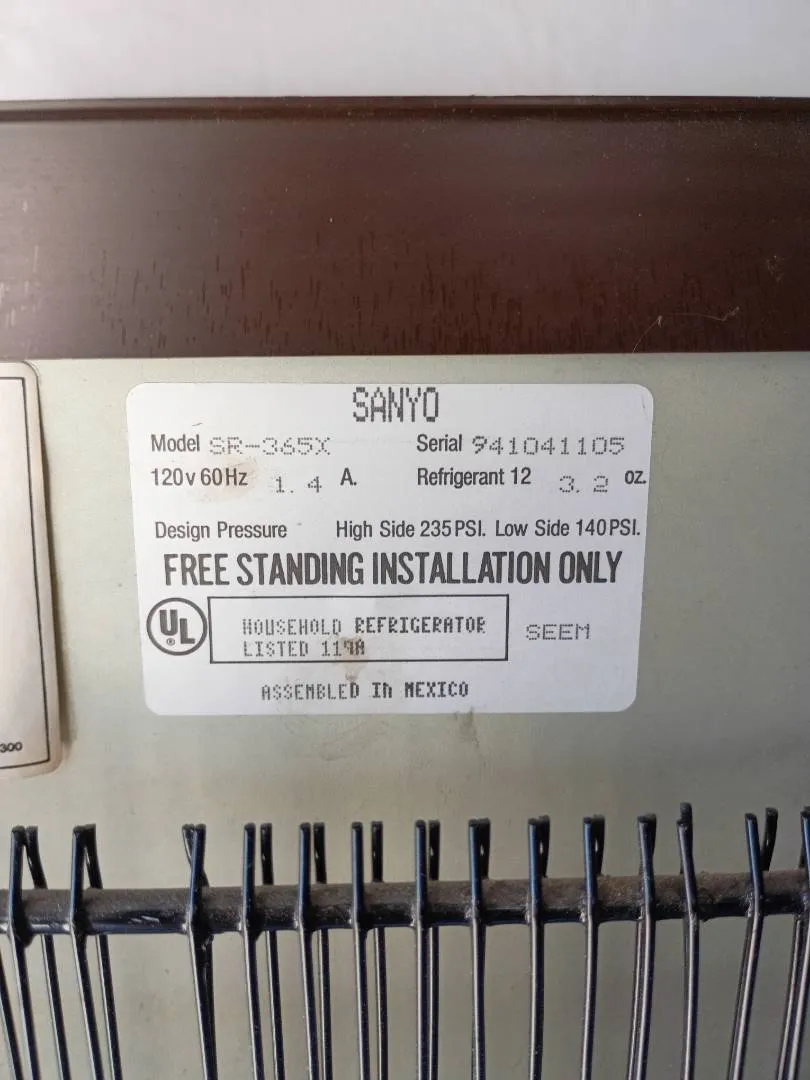 SANYO
Model SR-365X Serial 941041105
120v 60Hz 1.4 A. Refrigerant 12 3.2 oz.
Design Pressure High Side 235 PSI. Low Side 140 PSI.
FREE STANDING INSTALLATION ONLY
UL ® HOUSEHOLD REFRIGERATOR
LISTED 119A
SEEM
ASSEMBLED In MEXICO
300